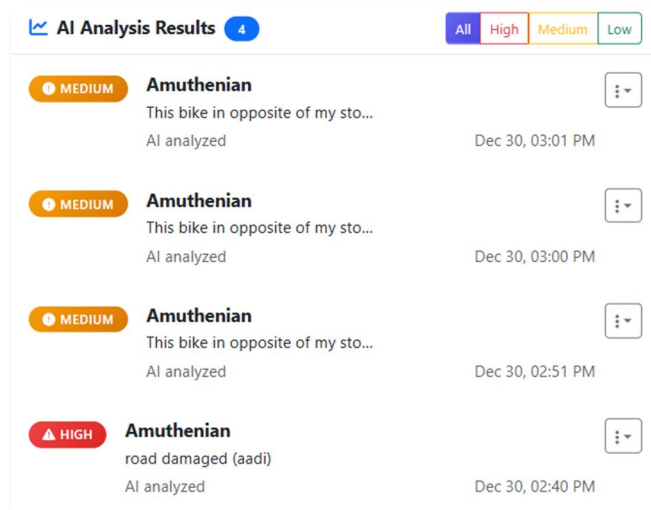 AI Analysis Results 4
All High Medium Low
MEDIUM
Amuthenian
This bike in opposite of my sto...
AI analyzed
Dec 30, 03:01 PM
MEDIUM
Amuthenian
This bike in opposite of my sto...
AI analyzed
Dec 30, 03:00 PM
MEDIUM
Amuthenian
This bike in opposite of my sto...
AI analyzed
Dec 30, 02:51 PM
HIGH
Amuthenian
road damaged (aadi)
AI analyzed
Dec 30, 02:40 PM